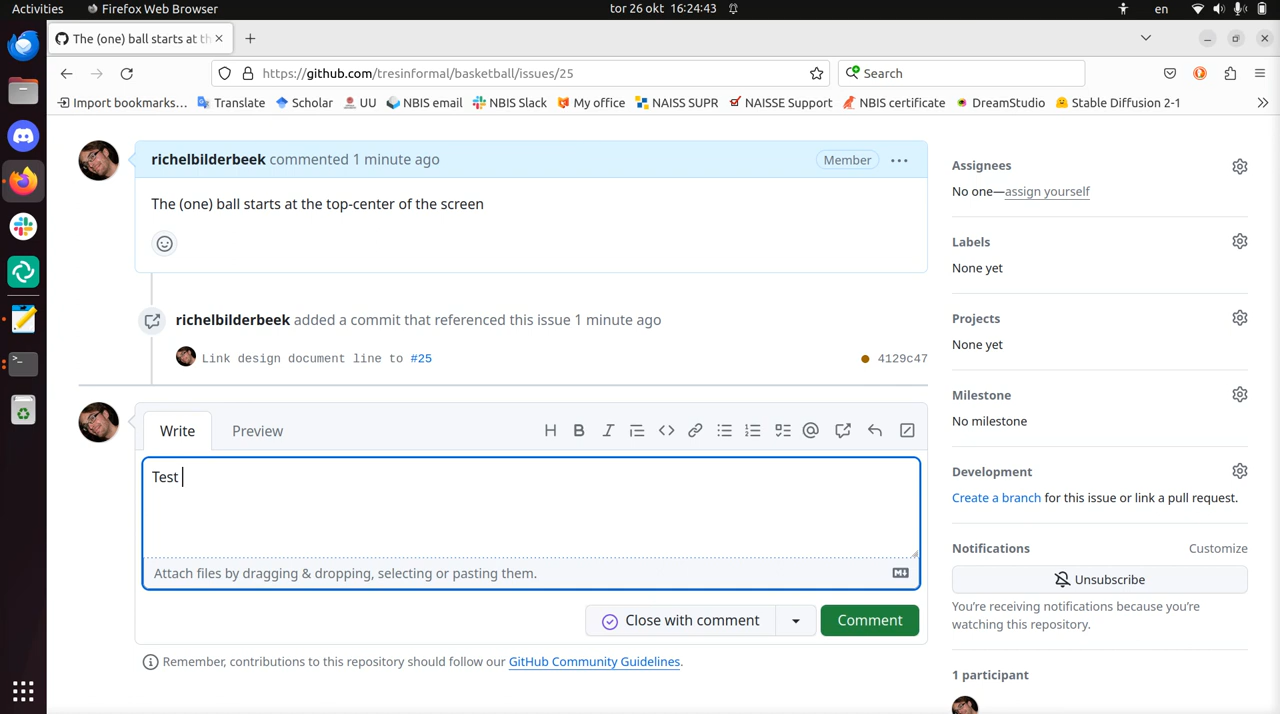 Activities Firefox Web Browser tor 26 okt 16:24:43 en
The (one) ball starts at th
https://github.com/tresinformal/basketball/issues/25 Search
Import bookmarks... Translate Scholar UU NBIS email NBIS Slack My office NAISS SUPR NAISSE Support NBIS certificate DreamStudio Stable Diffusion 2-1
richelbilderbeek commented 1 minute ago Member
The (one) ball starts at the top-center of the screen
richelbilderbeek added a commit that referenced this issue 1 minute ago
Link design document line to #25 4129c47
Write Preview
Test
Attach files by dragging & dropping, selecting or pasting them.
Close with comment Comment
Remember, contributions to this repository should follow our GitHub Community Guidelines.
Assignees
No one—assign yourself
Labels
None yet
Projects
None yet
Milestone
No milestone
Development
Create a branch for this issue or link a pull request.
Notifications Customize
Unsubscribe
You're receiving notifications because you're
watching this repository.
1 participant